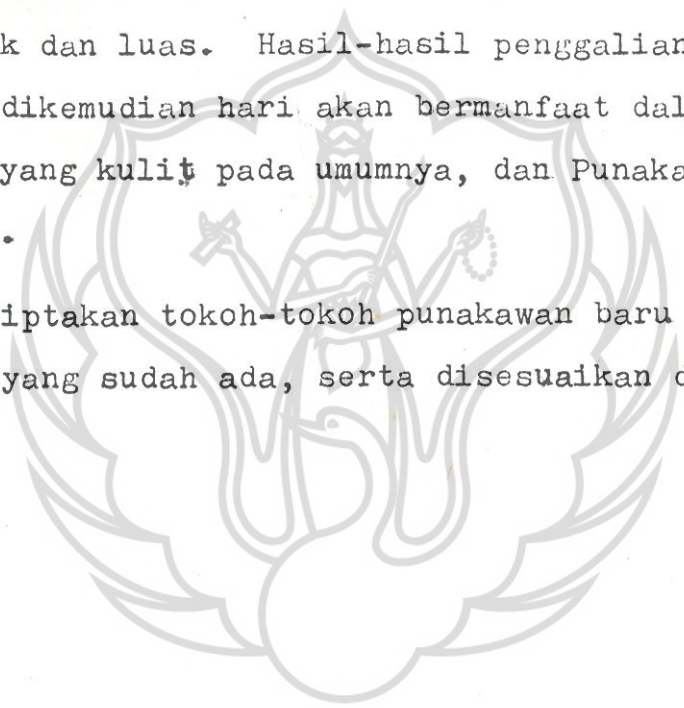 k dan luas. Hasil-hasil penggalian
dikemudian hari akan bermanfaat dal
yang kulit pada umumnya, dan Punaka
.
iptakan tokoh-tokoh punakawan baru
yang sudah ada, serta disesuaikan d